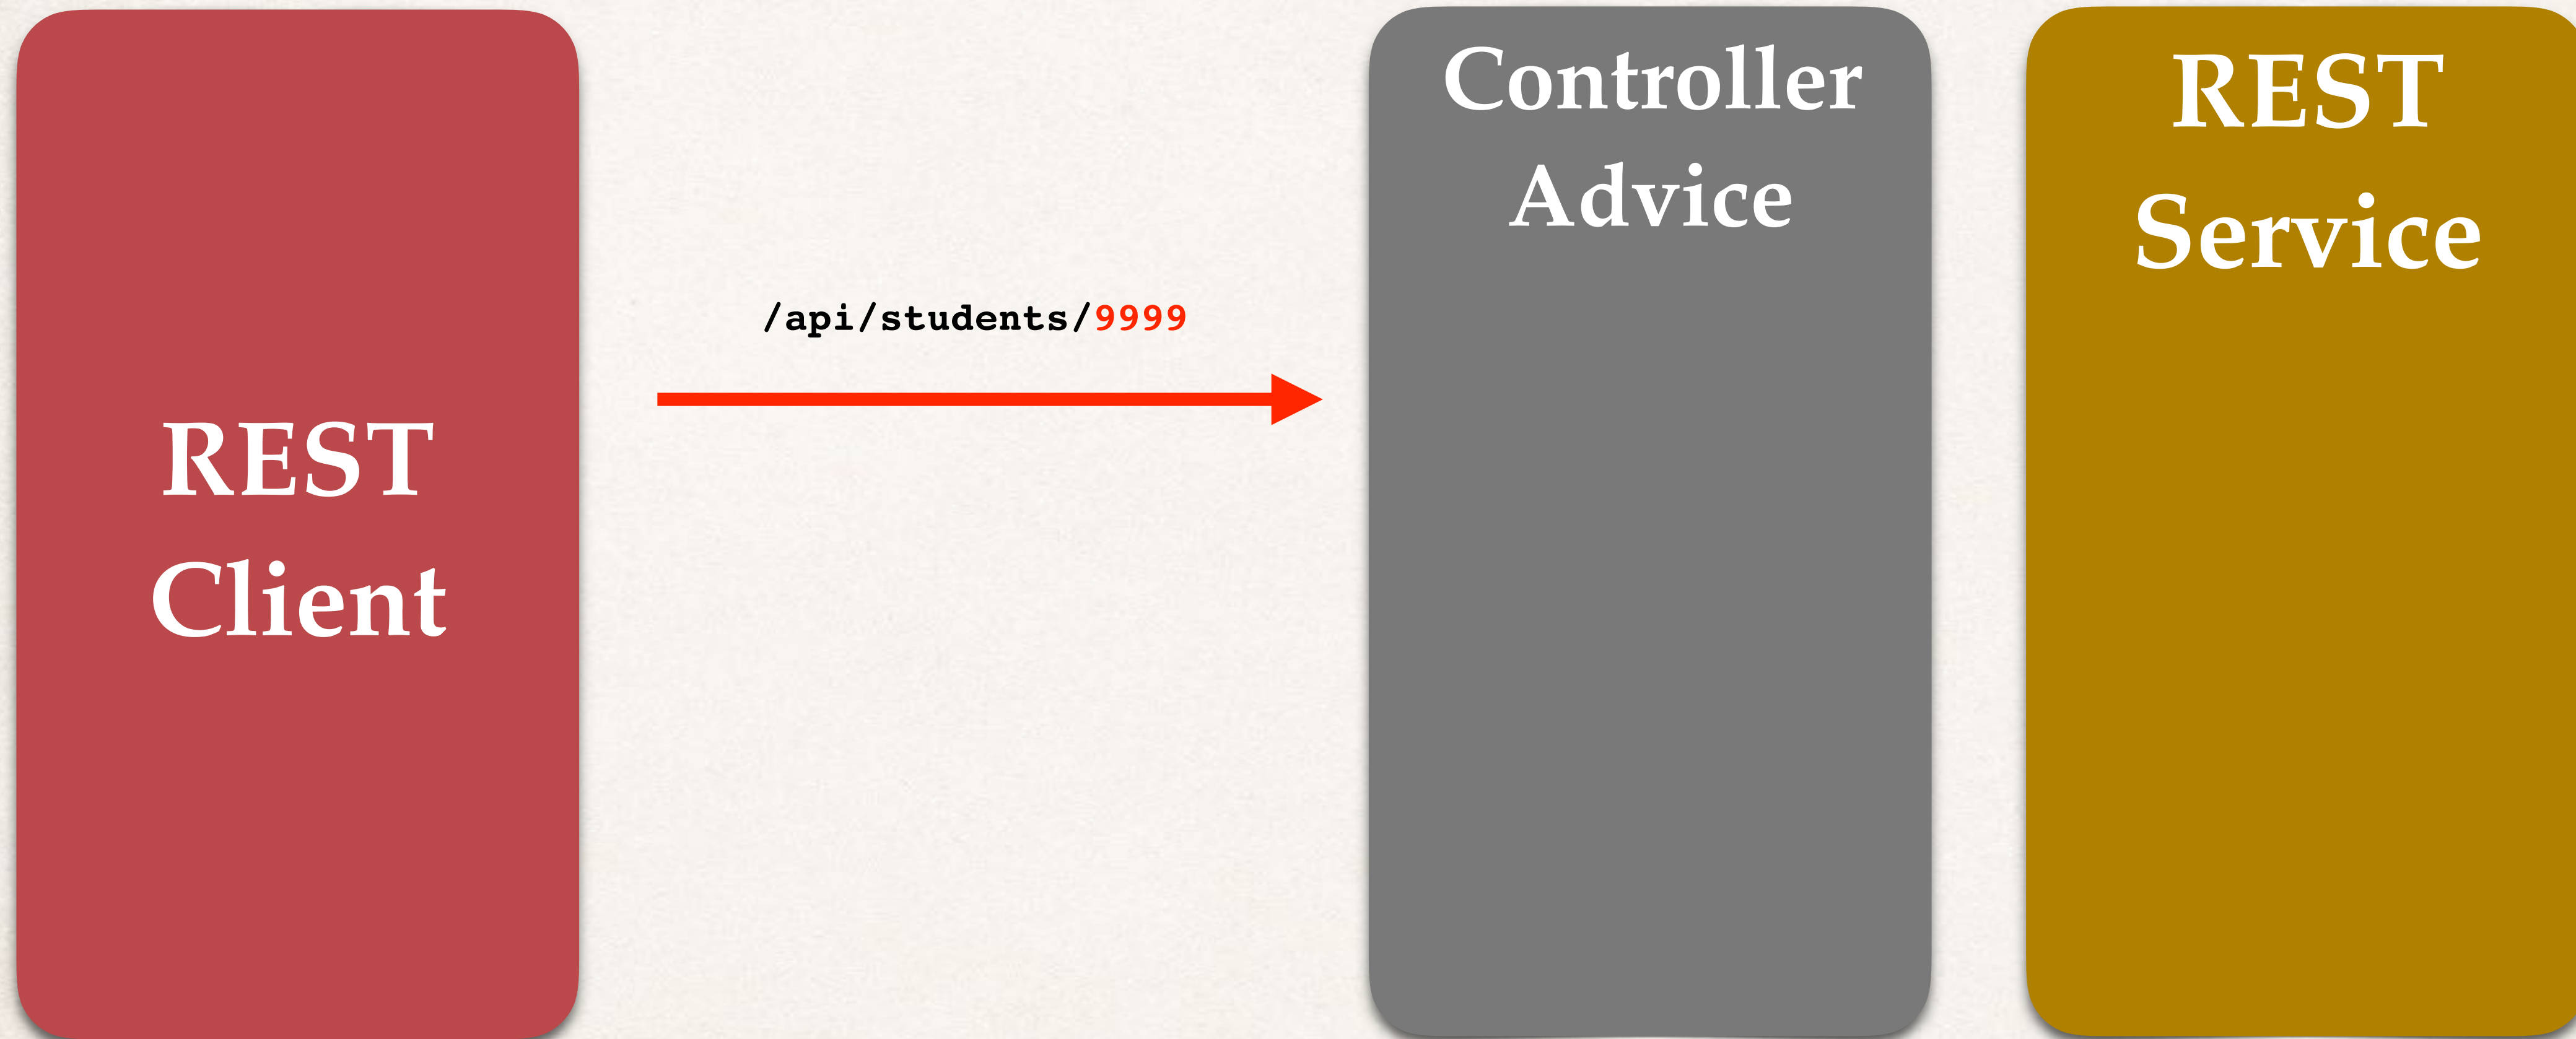 REST
Client
/api/students/9999
Controller
Advice
REST
Service